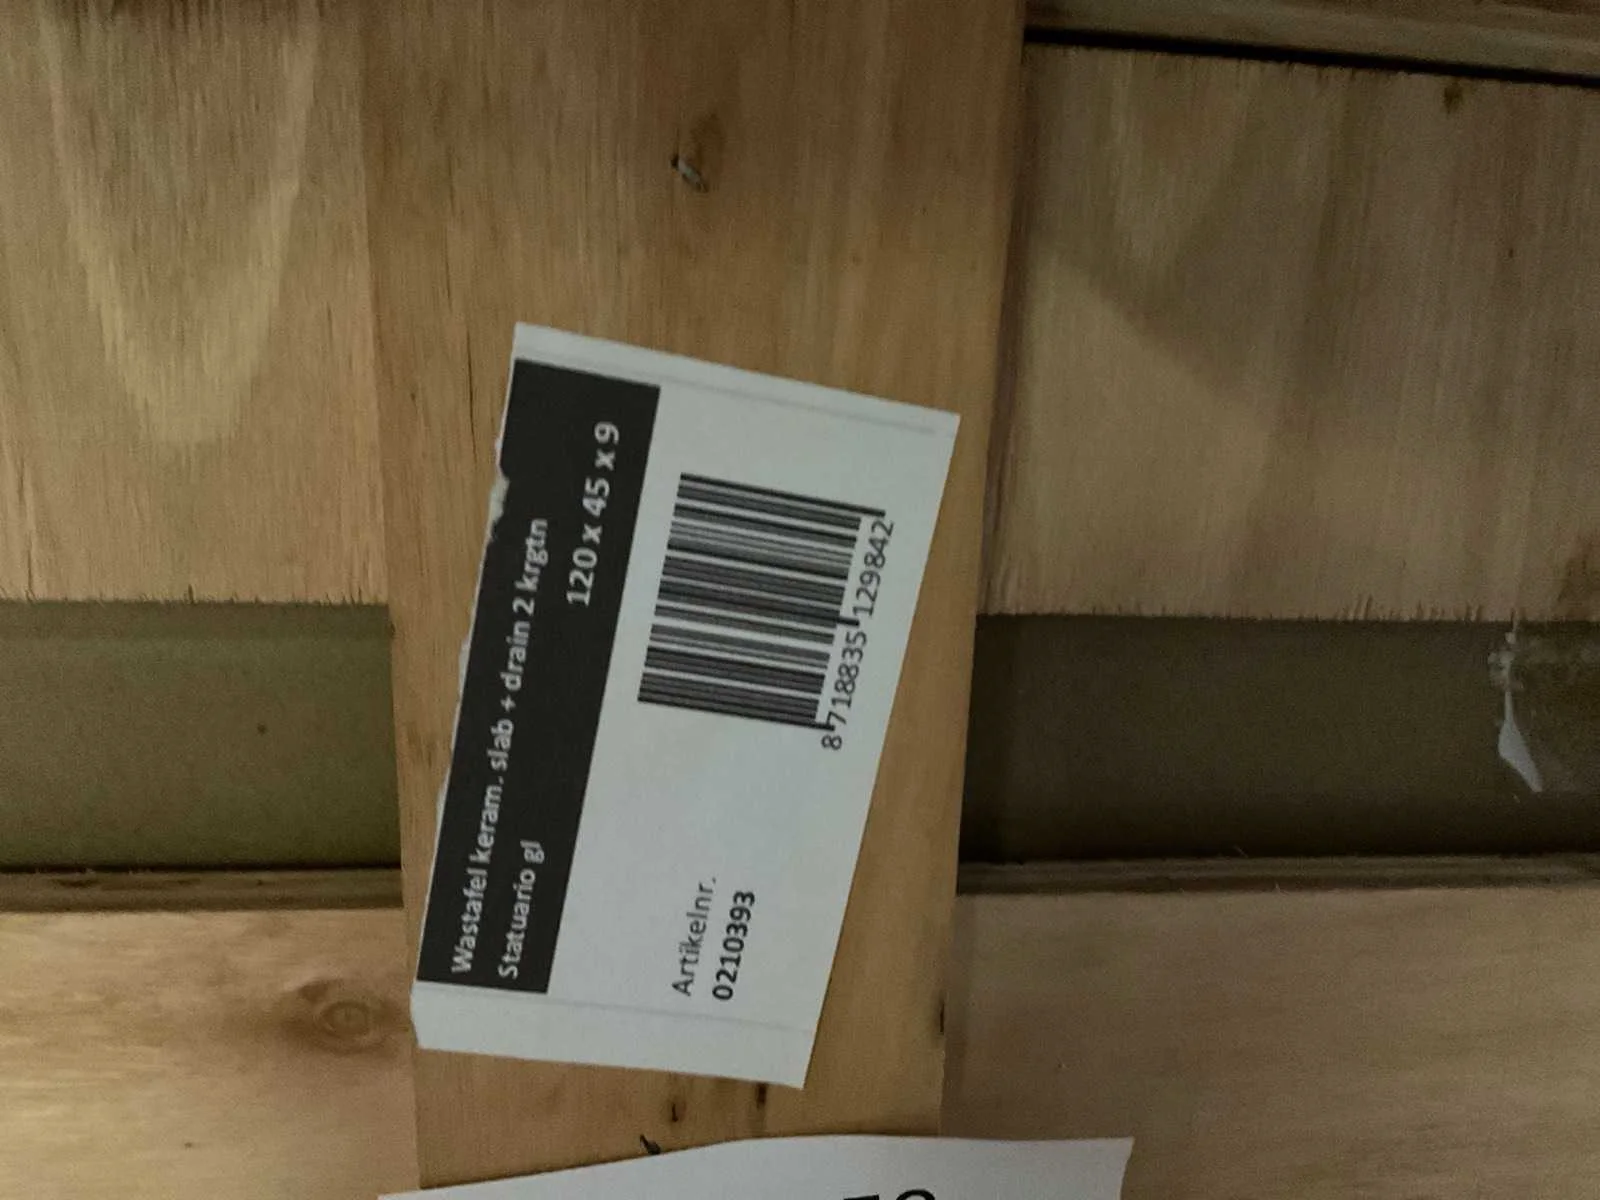 Wastafel keram. slab + drain 2 krgtn
Statuario gl
120 x 45 x 9
Artikelnr.
0210393
8 718835 129842